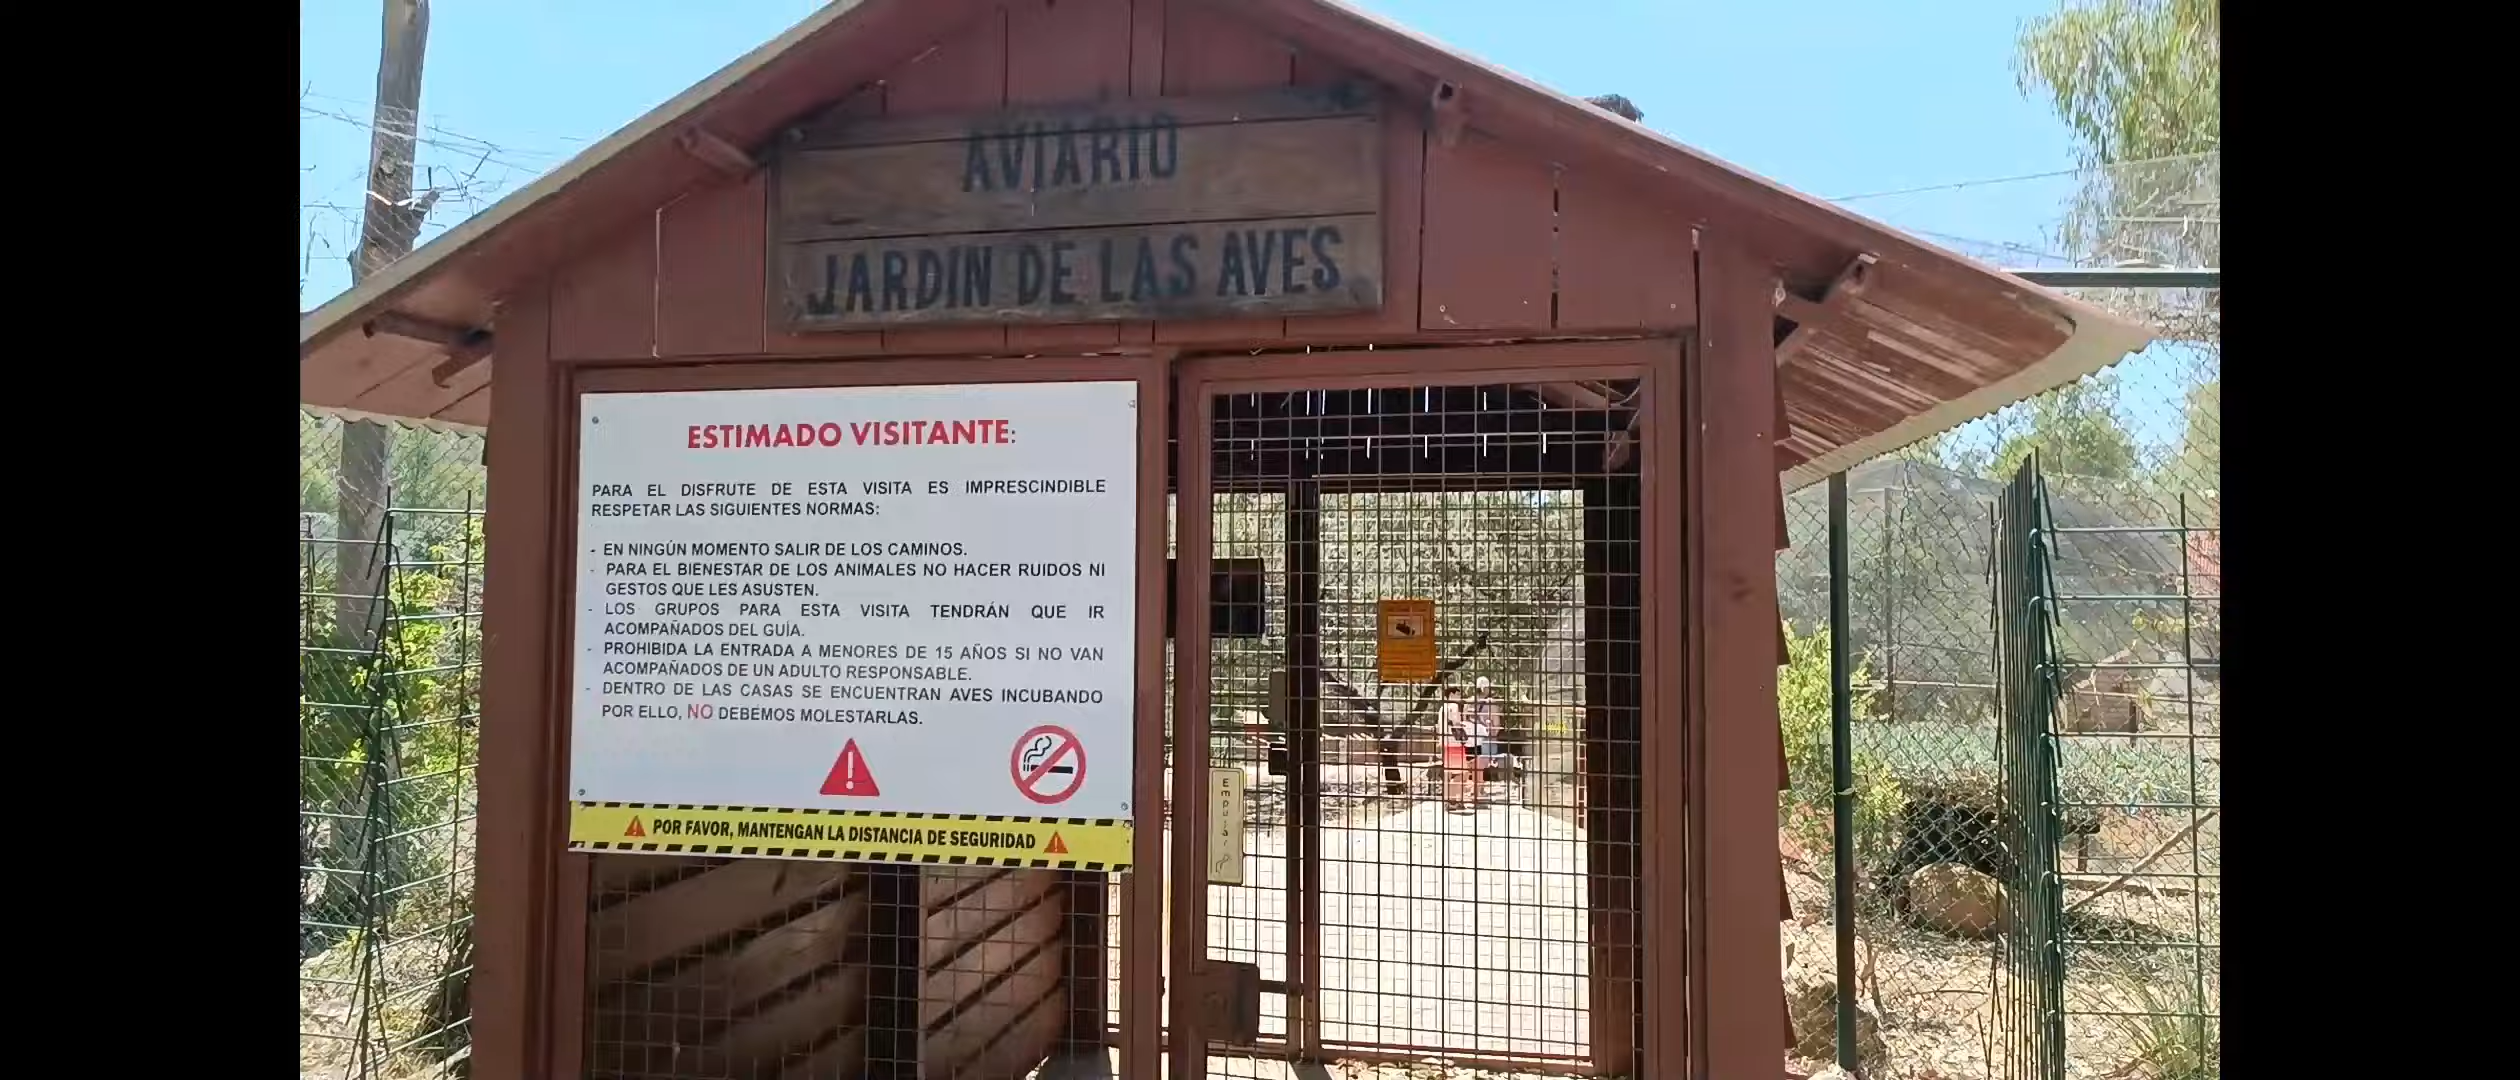 AVIARIO
JARDIN DE LAS AVES
ESTIMADO VISITANTE:
PARA EL DISFRUTE DE ESTA VISITA ES IMPRESCINDIBLE
RESPETAR LAS SIGUIENTES NORMAS:
- EN NINGÚN MOMENTO SALIR DE LOS CAMINOS.
- PARA EL BIENESTAR DE LOS ANIMALES NO HACER RUIDOS NI
GESTOS QUE LES ASUSTEN.
- LOS GRUPOS PARA ESTA VISITA TENDRÁN QUE IR
ACOMPAÑADOS DEL GUÍA.
- PROHIBIDA LA ENTRADA A MENORES DE 15 AÑOS SI NO VAN
ACOMPAÑADOS DE UN ADULTO RESPONSABLE.
- DENTRO DE LAS CASAS SE ENCUENTRAN AVES INCUBANDO
POR ELLO, NO DEBEMOS MOLESTARLAS.
POR FAVOR, MANTENGAN LA DISTANCIA DE SEGURIDAD
Empujar